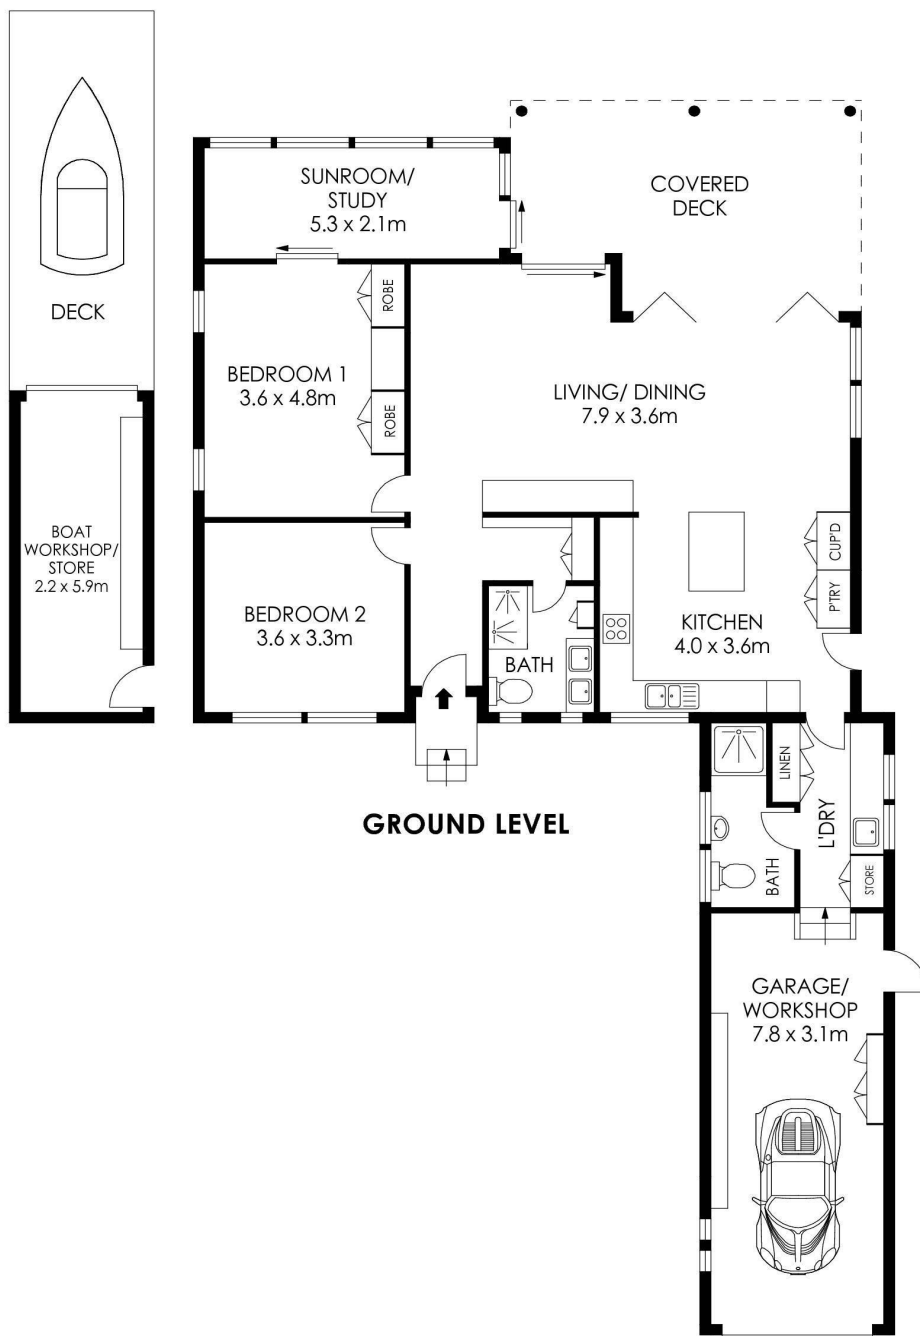 SUNROOM/
STUDY
5.3 x 2.1m
COVERED
DECK
DECK
ROBE
BEDROOM 1
3.6 x 4.8m
ROBE
LIVING/ DINING
7.9 x 3.6m
BOAT
WORKSHOP/
STORE
2.2 x 5.9m
CUP'D
P'TRY
BEDROOM 2
3.6 x 3.3m
KITCHEN
4.0 x 3.6m
BATH
GROUND LEVEL
LINEN
L'DRY
BATH
STORE
GARAGE/
WORKSHOP
7.8 x 3.1m